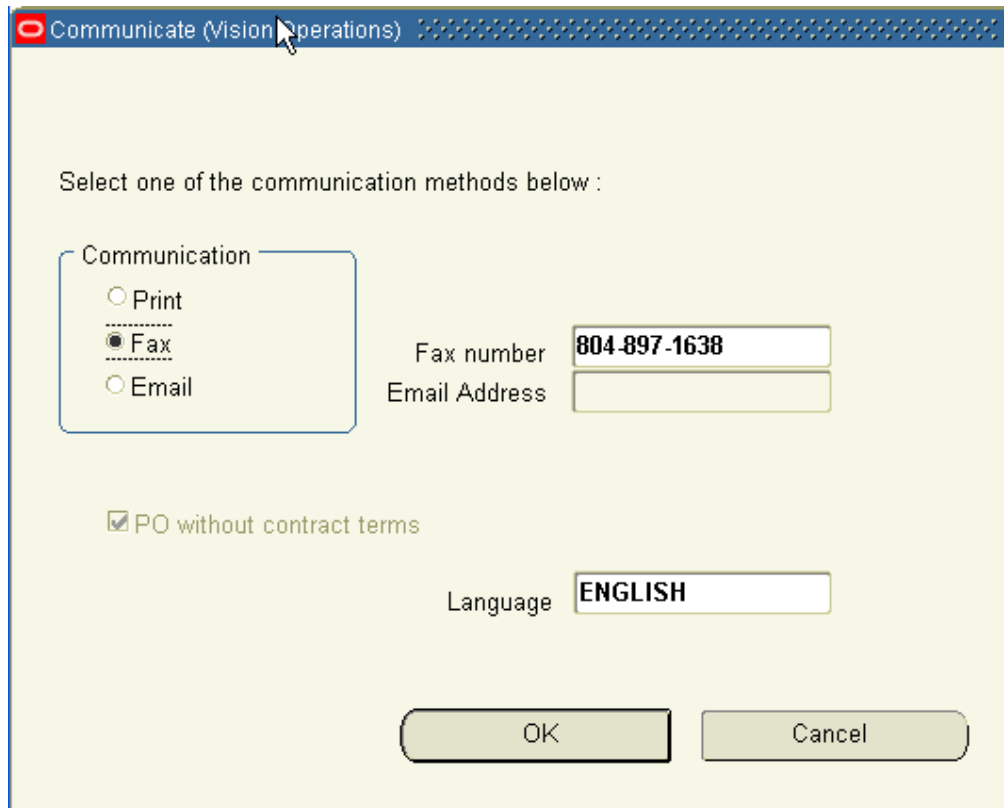 Communicate (Vision Operations)
Select one of the communication methods below :
Communication
Print
Fax
Email
Fax number 804-897-1638
Email Address
PO without contract terms
Language ENGLISH
OK Cancel